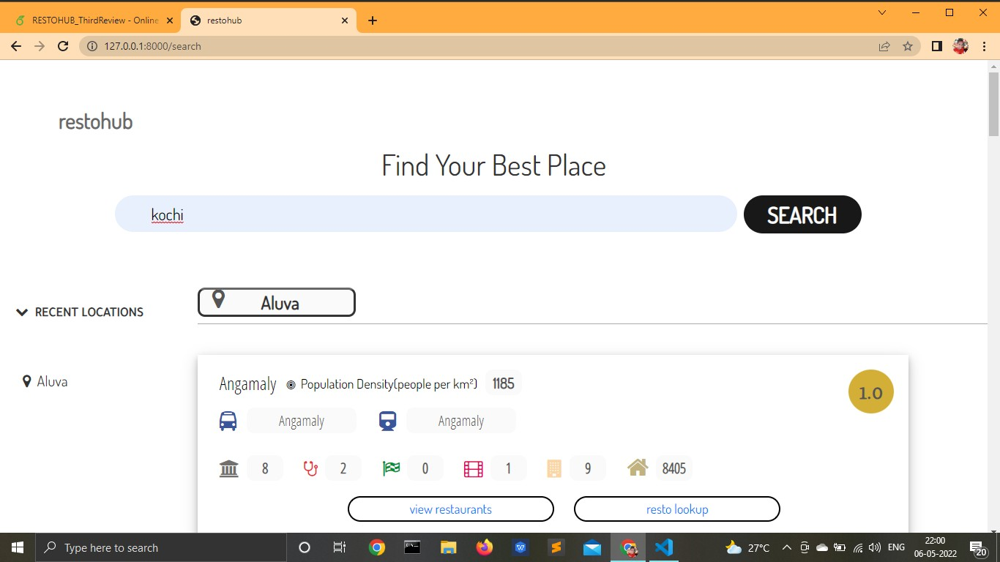 RESTOHUB_ThirdReview - Online
restohub
127.0.0.1:8000/search
restohub
Find Your Best Place
kochi
SEARCH
Aluva
RECENT LOCATIONS
Aluva
Angamaly Population Density(people per km²) 1185
1.0
Angamaly Angamaly
8 2 0 1 9 8405
view restaurants resto lookup
Type here to search
27°C
ENG
22:00
06-05-2022
20